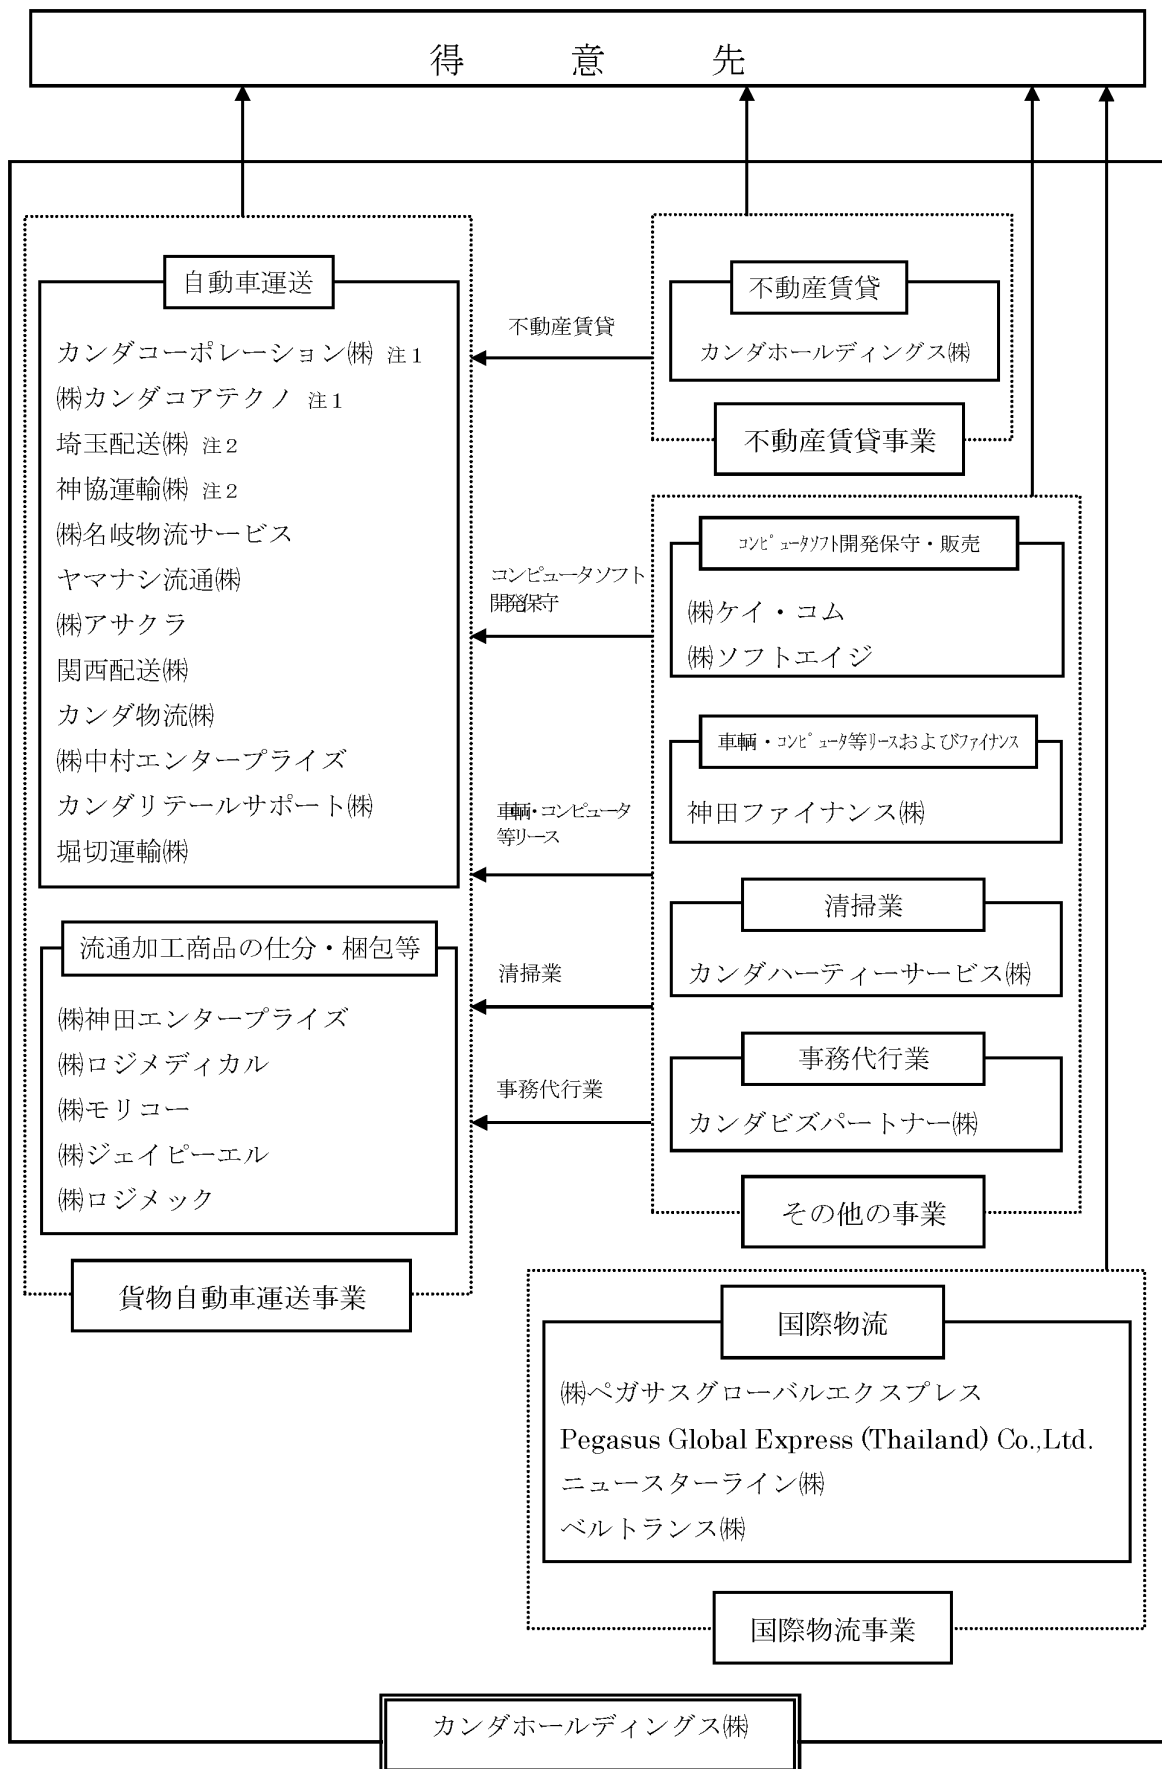 得意先
自動車運送
カンダコーポレーション㈱ 注1
㈱カンダコアテクノ 注1
埼玉配送㈱ 注2
神協運輸㈱ 注2
㈱名岐物流サービス
ヤマナシ流通㈱
㈱アサクラ
関西配送㈱
カンダ物流㈱
㈱中村エンタープライズ
カンダリテールサポート㈱
堀切運輸㈱
流通加工商品の仕分・梱包等
㈱神田エンタープライズ
㈱ロジメディカル
㈱モリコー
㈱ジェイピーエル
㈱ロジメック
貨物自動車運送事業
不動産賃貸
コンピュータソフト
開発保守
車輌・コンピュータ
等リース
清掃業
事務代行業
不動産賃貸
カンダホールディングス㈱
不動産賃貸事業
コンピュータソフト開発保守・販売
㈱ケイ・コム
㈱ソフトエイジ
車輌・コンピュータ等リースおよびファイナンス
神田ファイナンス㈱
清掃業
カンダハーティーサービス㈱
事務代行業
カンダビズパートナー㈱
その他の事業
国際物流
㈱ペガサスグローバルエクスプレス
Pegasus Global Express (Thailand) Co.,Ltd.
ニュースターライン㈱
ベルトランス㈱
国際物流事業
カンダホールディングス㈱